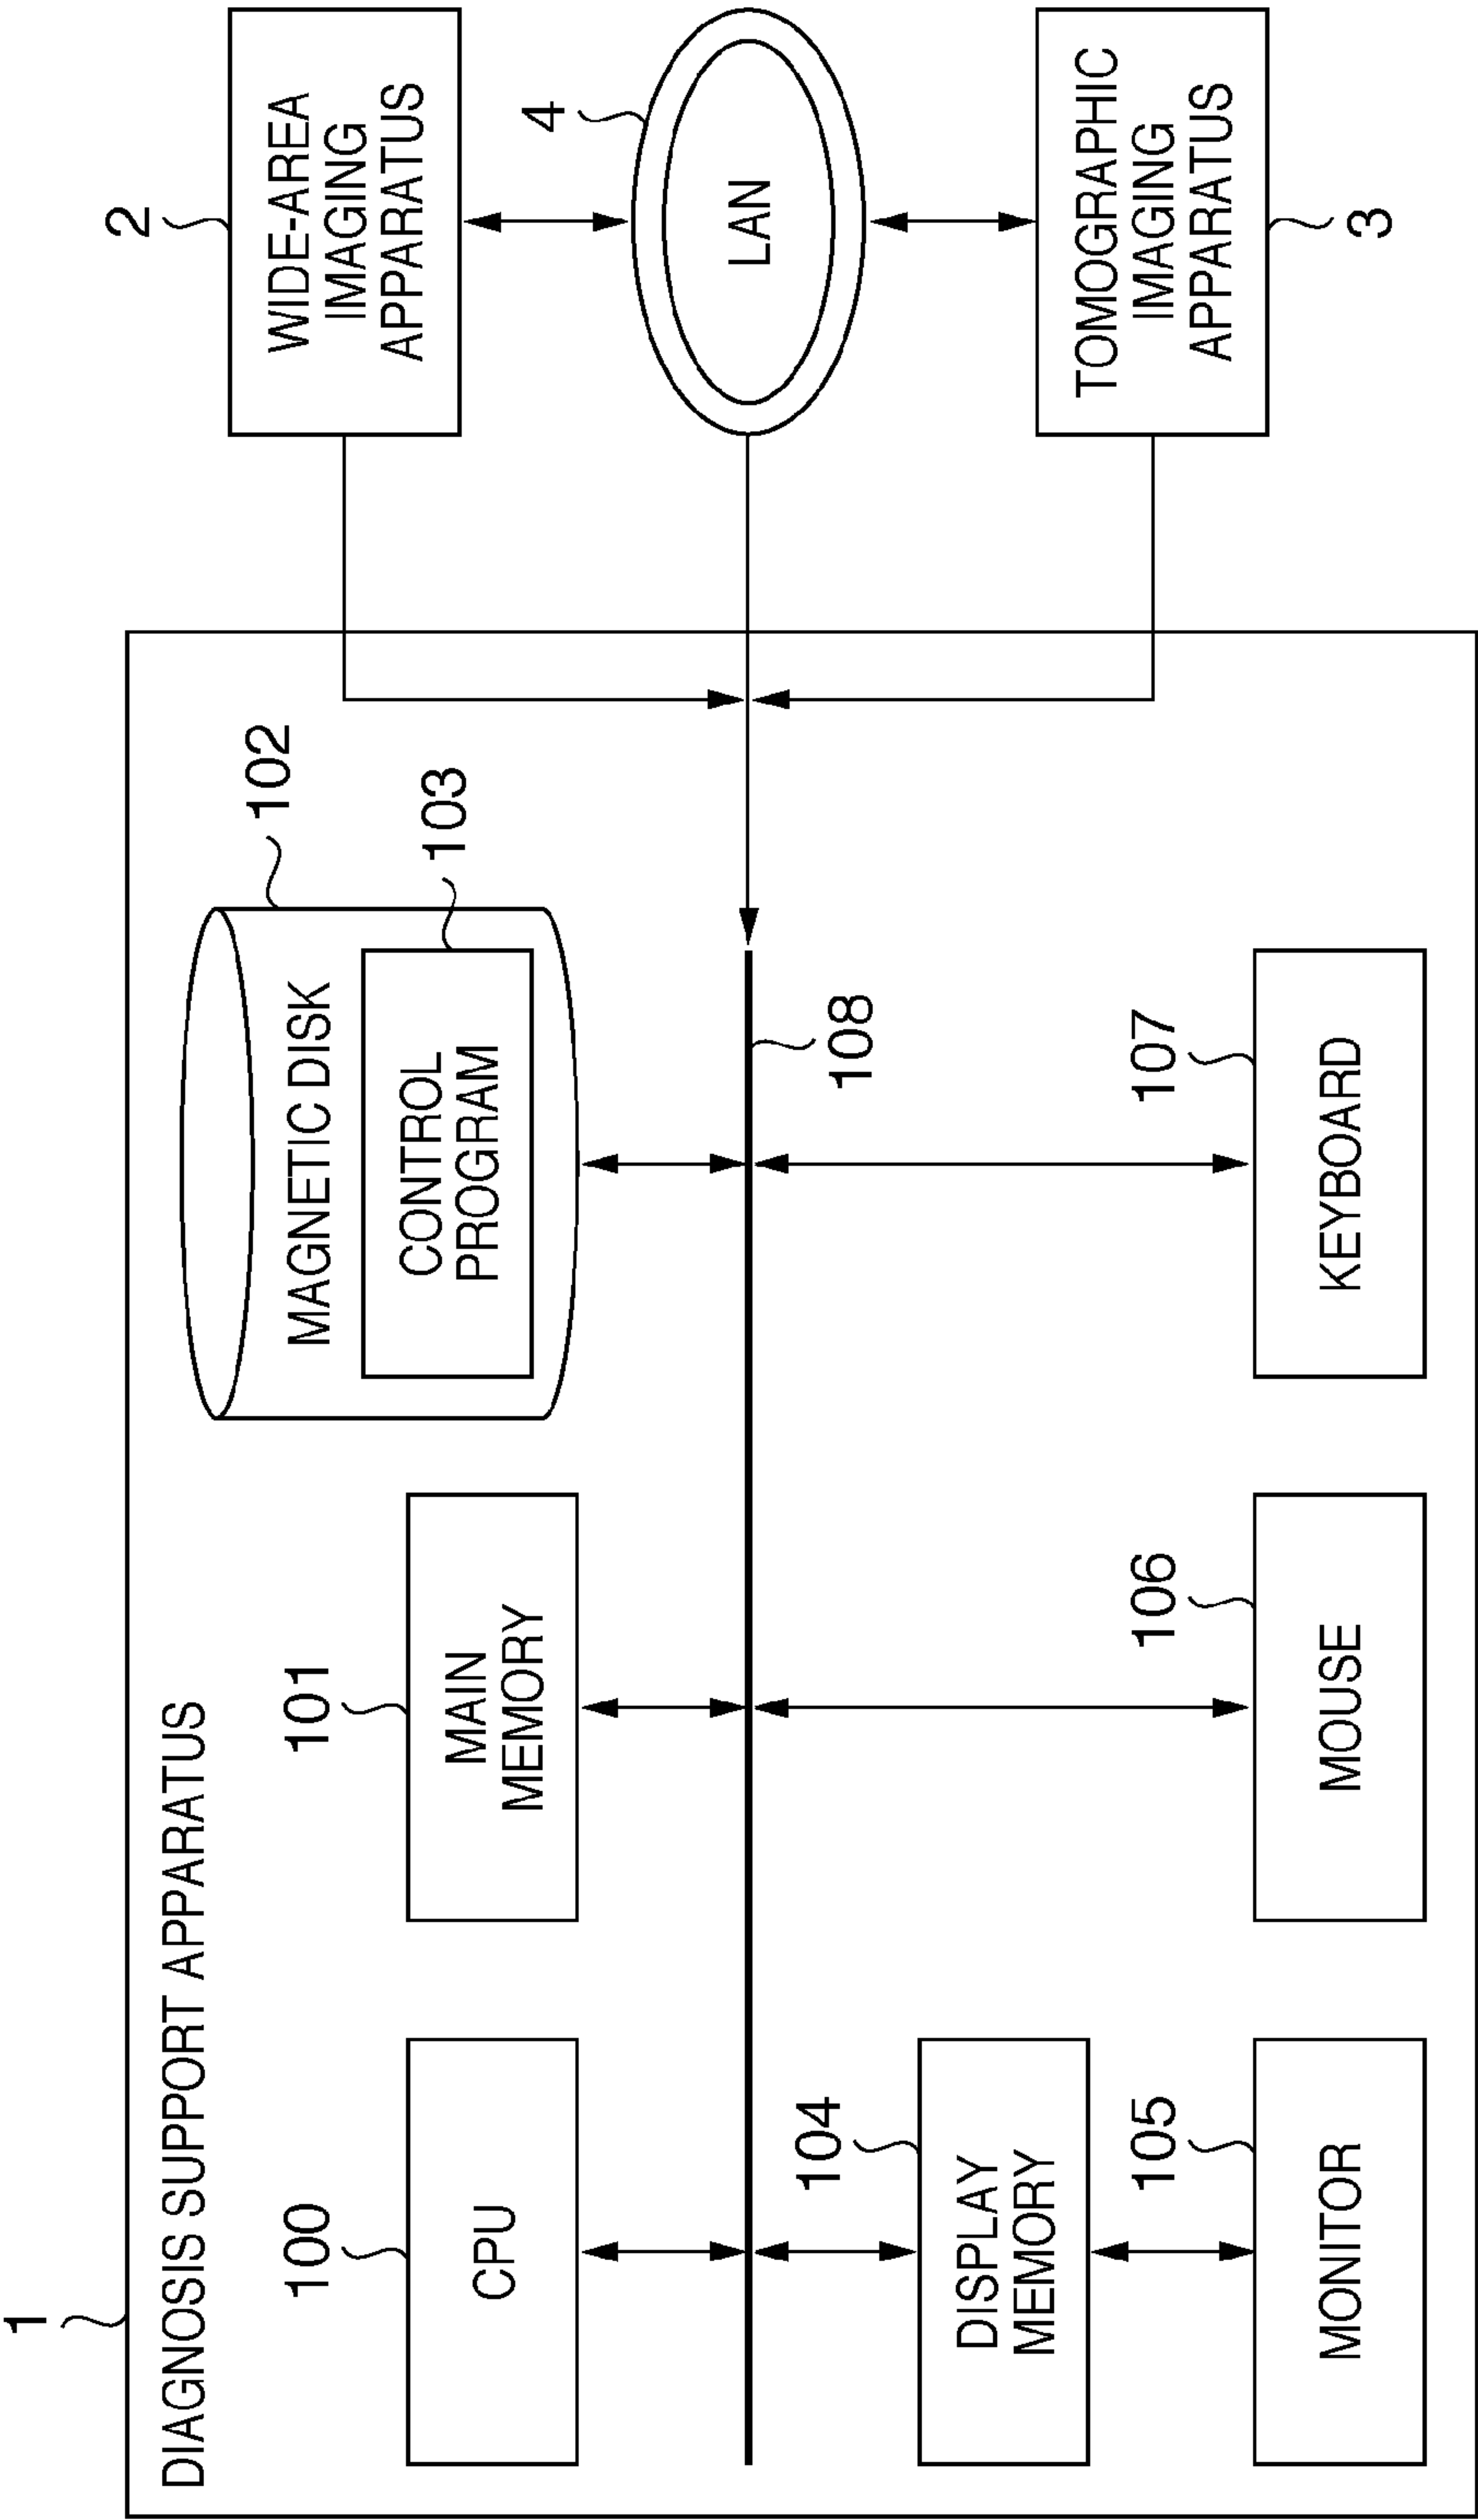 1
DIAGNOSIS SUPPORT APPARATUS
100
CPU
101
MAIN
MEMORY
102
MAGNETIC DISK
103
CONTROL
PROGRAM
2
WIDE-AREA
IMAGING
APPARATUS
4
LAN
108
104
DISPLAY
MEMORY
105
MONITOR
106
MOUSE
107
KEYBOARD
TOMOGRAPHIC
IMAGING
APPARATUS
3